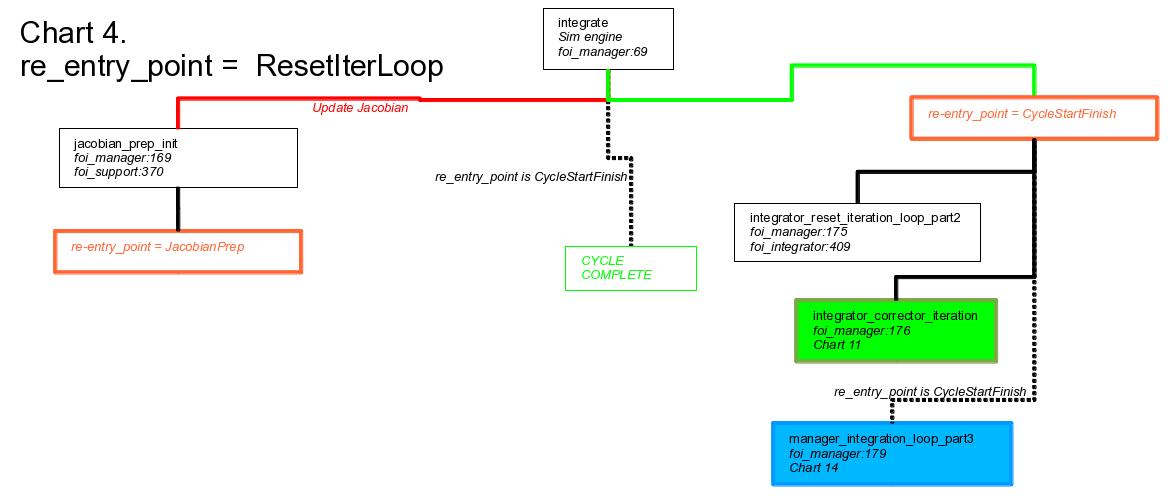 Chart 4.
re_entry_point = ResetIterLoop
integrate
Sim engine
foi_manager:69
Update Jacobian
jacobian_prep_init
foi_manager:169
foi_support:370
re-entry_point = JacobianPrep
re_entry_point is CycleStartFinish
CYCLE
COMPLETE
re-entry_point = CycleStartFinish
integrator_reset_iteration_loop_part2
foi_manager:175
foi_integrator:409
integrator_corrector_iteration
foi_manager:176
Chart 11
re_entry_point is CycleStartFinish
manager_integration_loop_part3
foi_manager:179
Chart 14